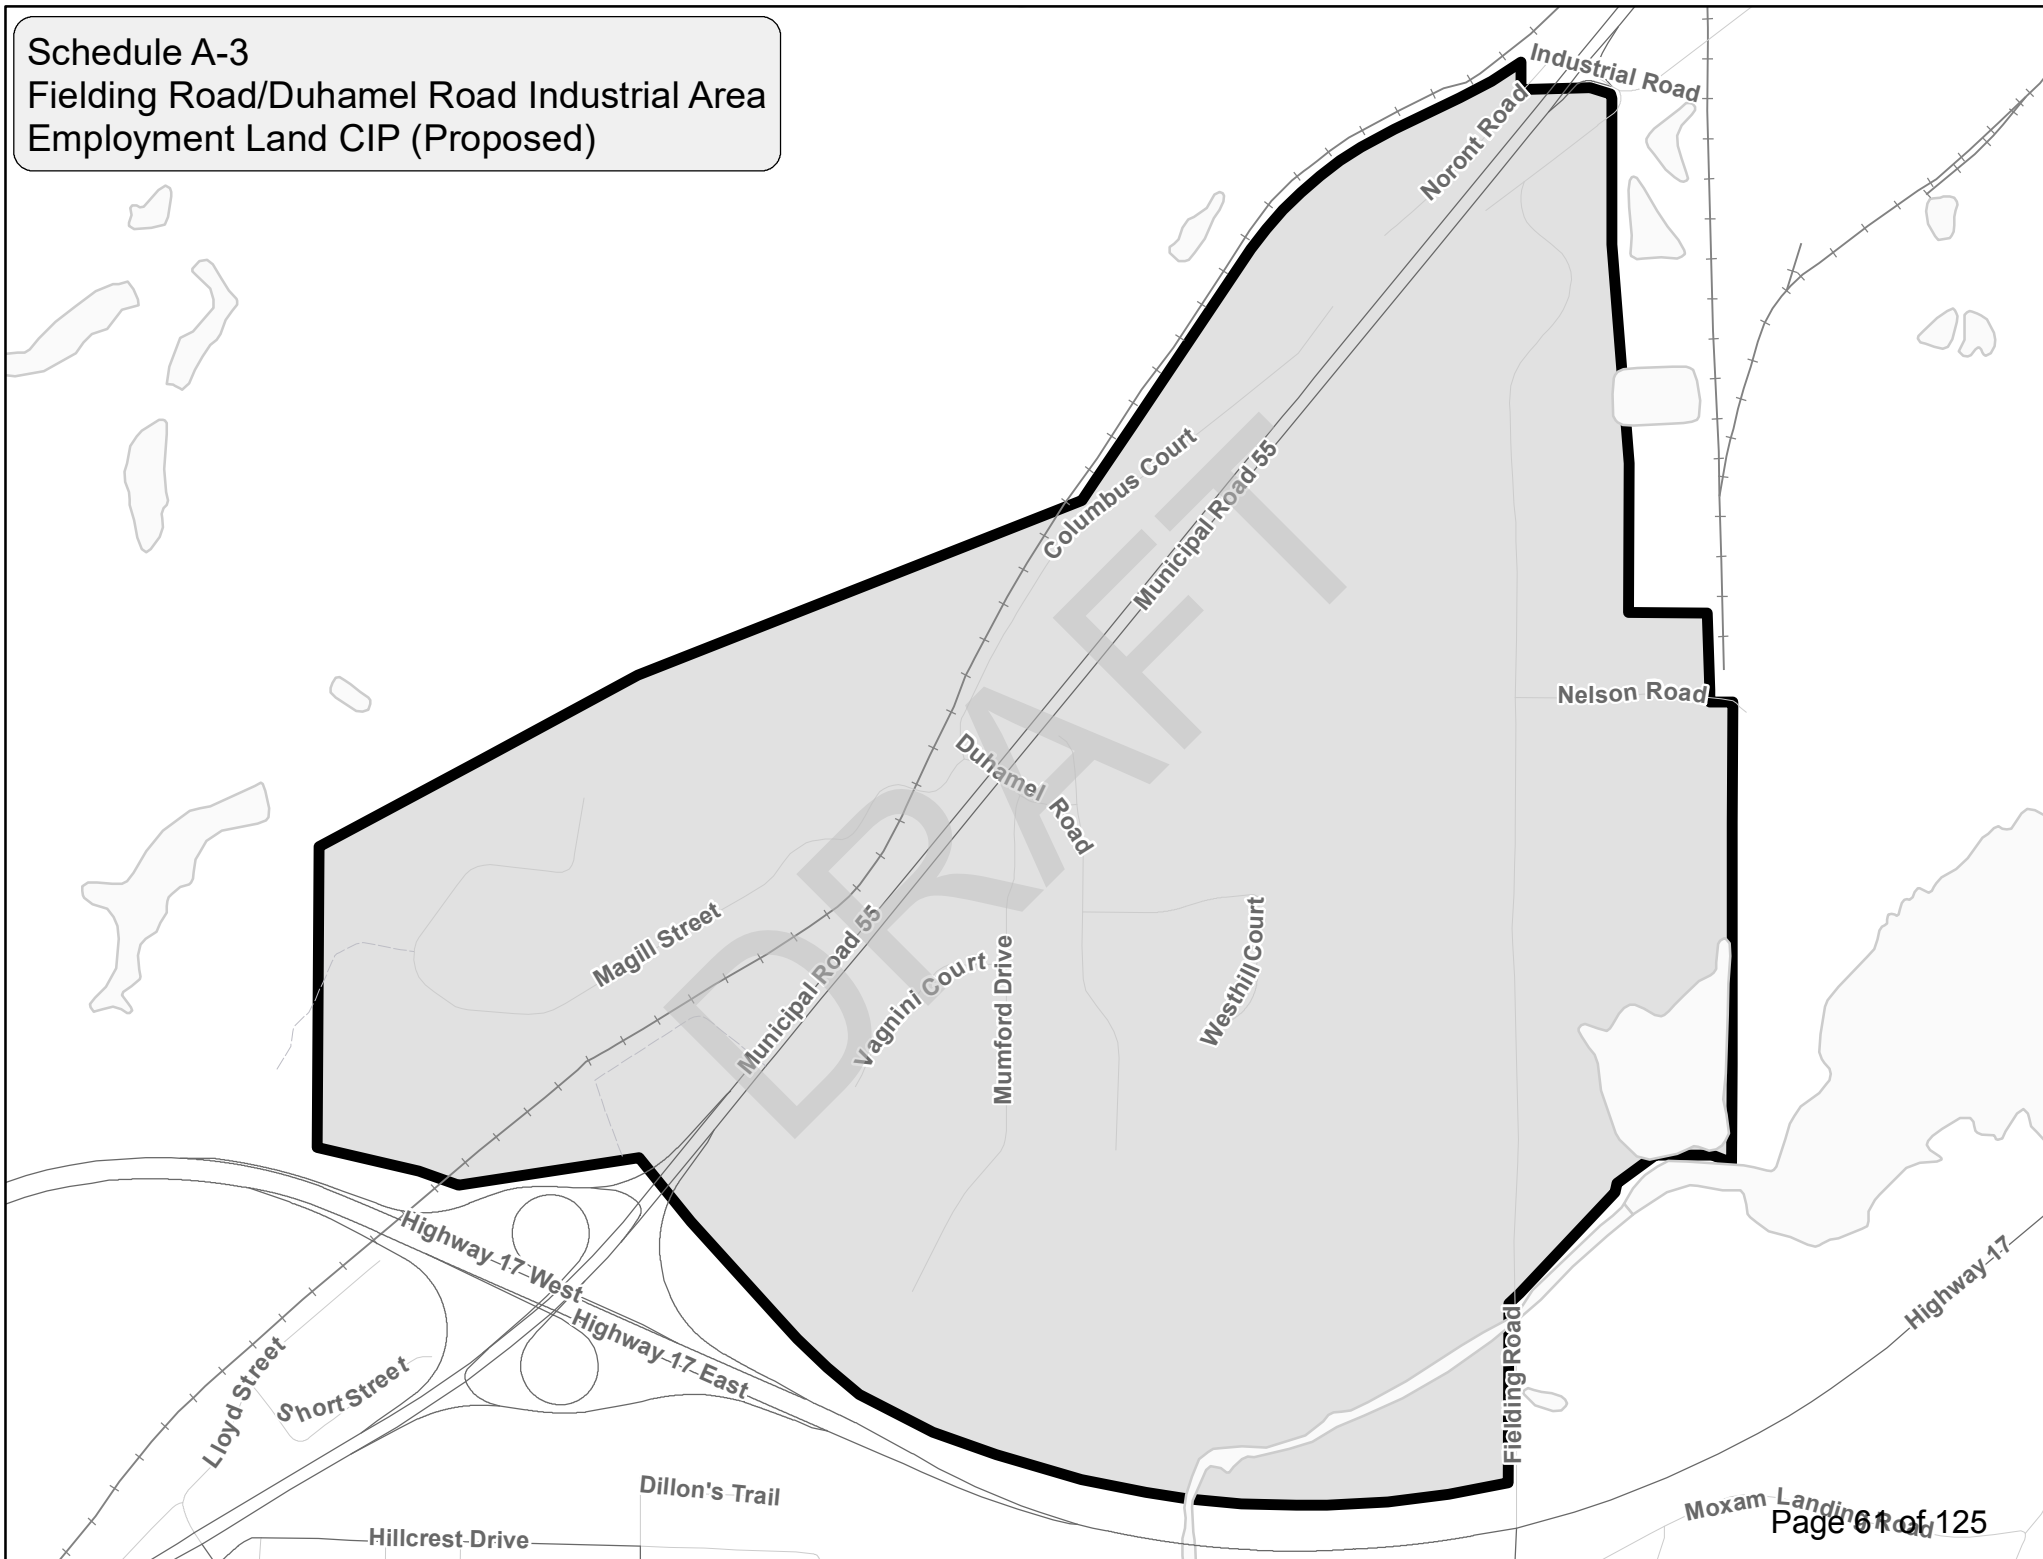 Schedule A-3
Fielding Road/Duhamel Road Industrial Area
Employment Land CIP (Proposed)
Industrial Road
Noront Road
Columbus Court
Municipal Road 55
Nelson Road
Duhamel Road
DRAFT
Magill Street
Municipal Road 55
Vagnini Court
Mumford Drive
Westhill Court
Highway 17 West
Highway 17 East
Highway 17
Fielding Road
Lloyd Street
Short Street
Dillon's Trail
Hillcrest Drive
Moxam Landing Road
Page 61 of 125